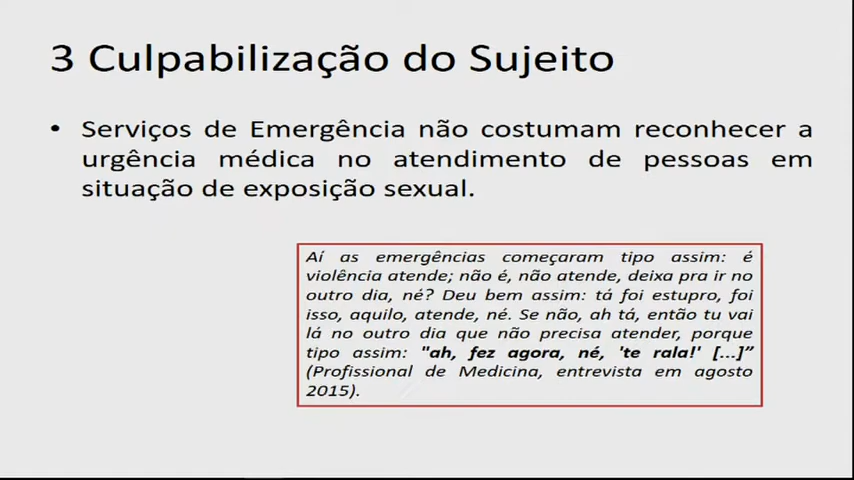 3 Culpabilização do Sujeito
• Serviços de Emergência não costumam reconhecer a
urgência médica no atendimento de pessoas em
situação de exposição sexual.
Aí as emergências começaram tipo assim: é
violência atende; não é, não atende, deixa pra ir no
outro dia, né? Deu bem assim: tá foi estupro, foi
isso, aquilo, atende, né. Se não, ah tá, então tu vai
lá no outro dia que não precisa atender, porque
tipo assim: "ah, fez agora, né, 'te rala!' [...]”
(Profissional de Medicina, entrevista em agosto
2015).